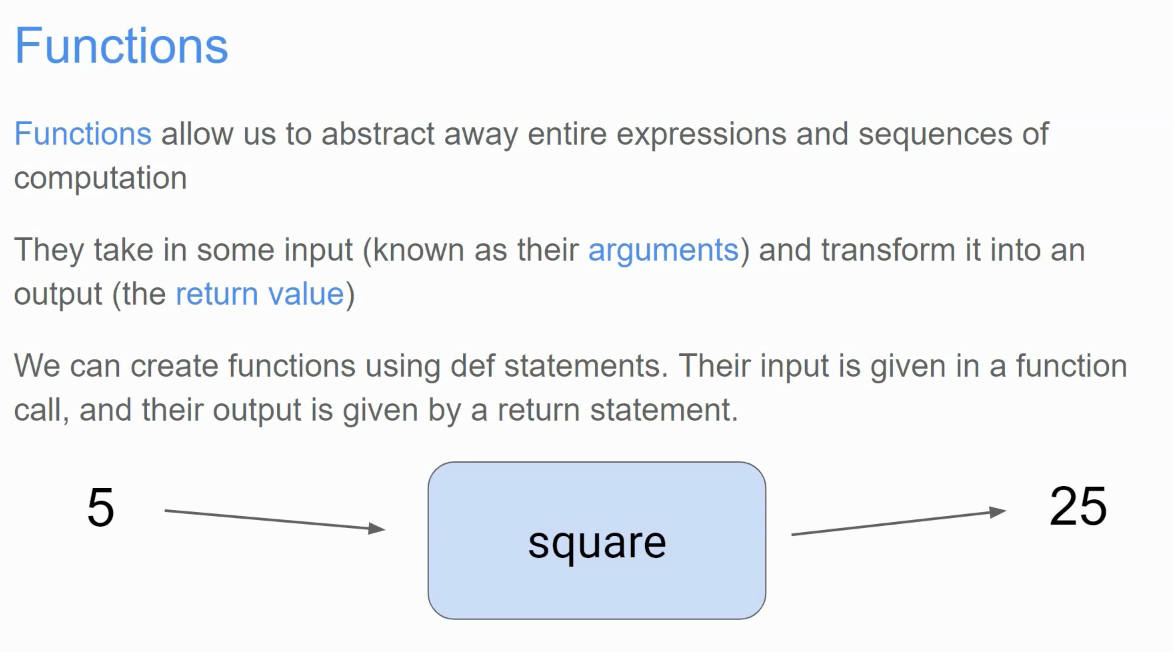 Functions
Functions allow us to abstract away entire expressions and sequences of
computation
They take in some input (known as their arguments) and transform it into an
output (the return value)
We can create functions using def statements. Their input is given in a function
call, and their output is given by a return statement.
5
square
25